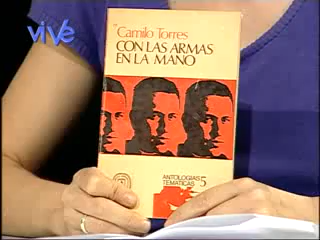 vive
Camilo Torres
CON LAS ARMAS
EN LA MANO
ANTOLOGIAS
TEMATICAS 5